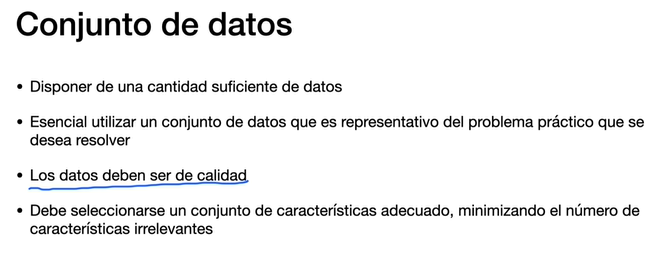 Conjunto de datos
• Disponer de una cantidad suficiente de datos
• Esencial utilizar un conjunto de datos que es representativo del problema práctico que se
desea resolver
• Los datos deben ser de calidad
• Debe seleccionarse un conjunto de características adecuado, minimizando el número de
características irrelevantes